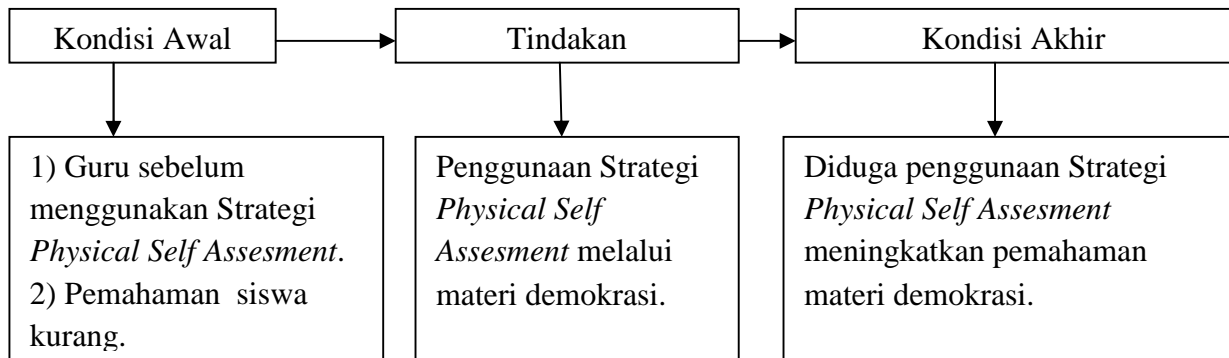 Kondisi Awal
Tindakan
Kondisi Akhir
1) Guru sebelum
menggunakan Strategi
Physical Self Assesment.
2) Pemahaman siswa
kurang.
Penggunaan Strategi
Physical Self
Assesment melalui
materi demokrasi.
Diduga penggunaan Strategi
Physical Self Assesment
meningkatkan pemahaman
materi demokrasi.